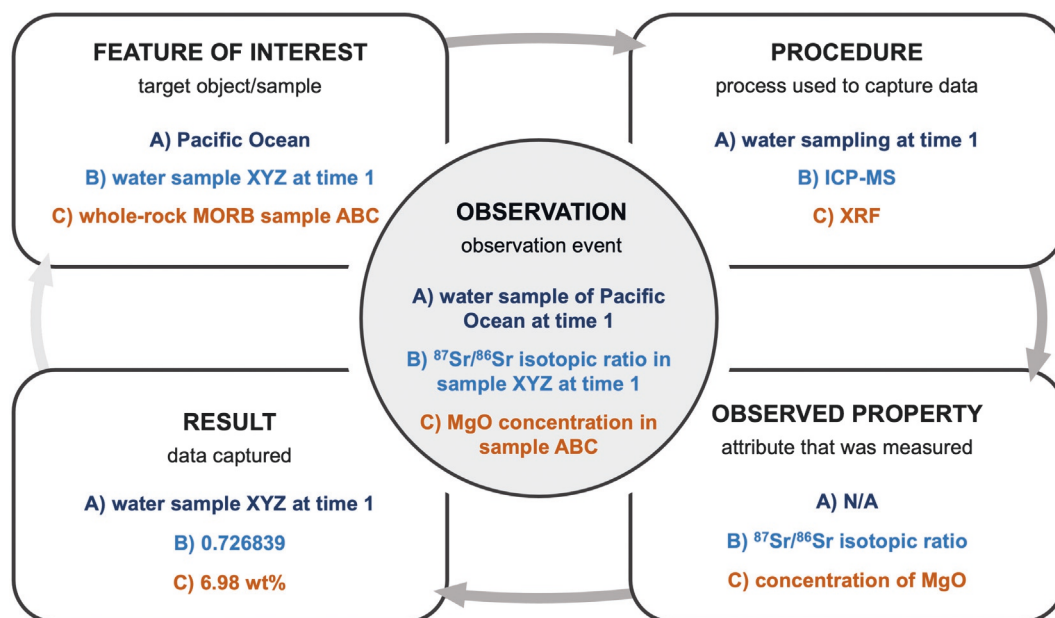 FEATURE OF INTEREST
target object/sample
A) Pacific Ocean
B) water sample XYZ at time 1
C) whole-rock MORB sample ABC
PROCEDURE
process used to capture data
A) water sampling at time 1
B) ICP-MS
C) XRF
OBSERVATION
observation event
A) water sample of Pacific
Ocean at time 1
B) ⁸⁷Sr/⁸⁶Sr isotopic ratio in
sample XYZ at time 1
C) MgO concentration in
sample ABC
RESULT
data captured
A) water sample XYZ at time 1
B) 0.726839
C) 6.98 wt%
OBSERVED PROPERTY
attribute that was measured
A) N/A
B) ⁸⁷Sr/⁸⁶Sr isotopic ratio
C) concentration of MgO